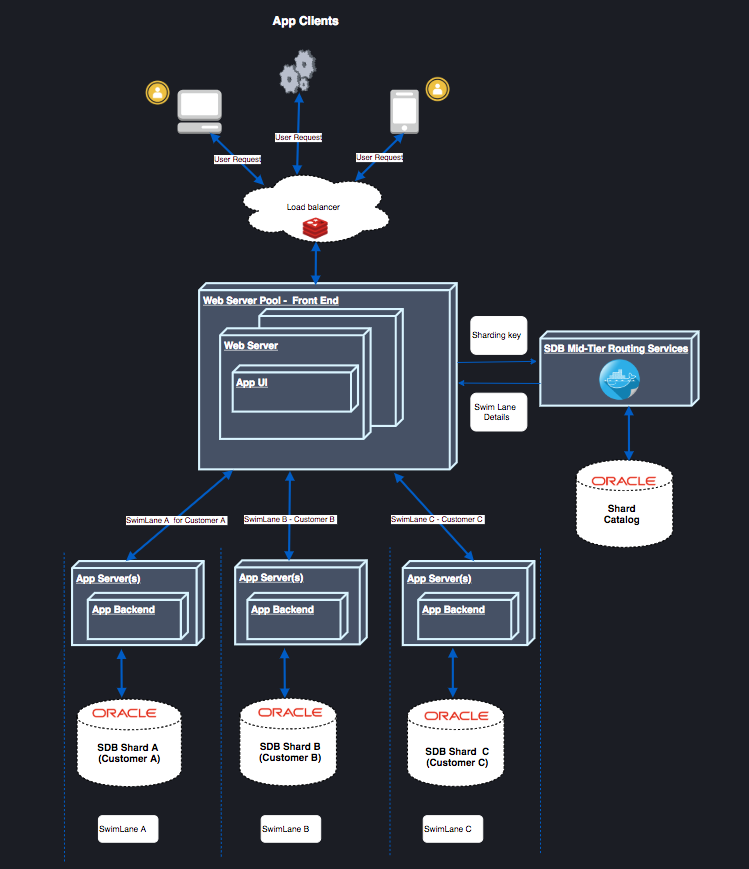 App Clients
User Request
User Request
User Request
Load balancer
Web Server Pool - Front End
Web Server
App UI
Sharding key
Swim Lane
Details
SDB Mid-Tier Routing Services
ORACLE
Shard
Catalog
SwimLane A for Customer A
SwimLane B - Customer B
SwimLane C - Customer C
App Server(s)
App Backend
App Server(s)
App Backend
App Server(s)
App Backend
ORACLE
SDB Shard A
(Customer A)
ORACLE
SDB Shard B
(Customer B)
ORACLE
SDB Shard C
(Customer C)
SwimLane A
SwimLane B
SwimLane C